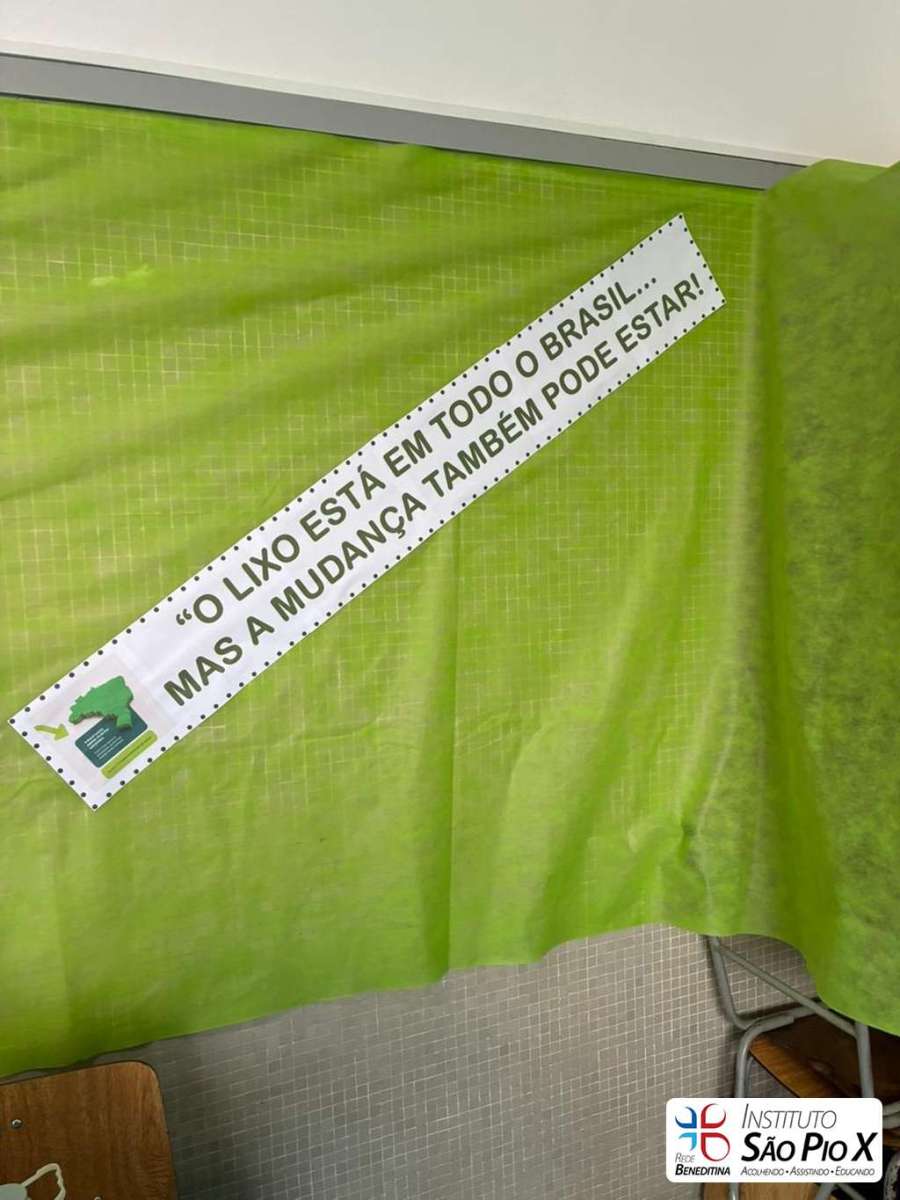 “O LIXO ESTÁ EM TODO O BRASIL...
MAS A MUDANÇA TAMBÉM PODE ESTAR!
INSTITUTO
SÃO PIO X
REDE
BENEDITINA
ACOLHENDO • ASSISTINDO • EDUCANDO